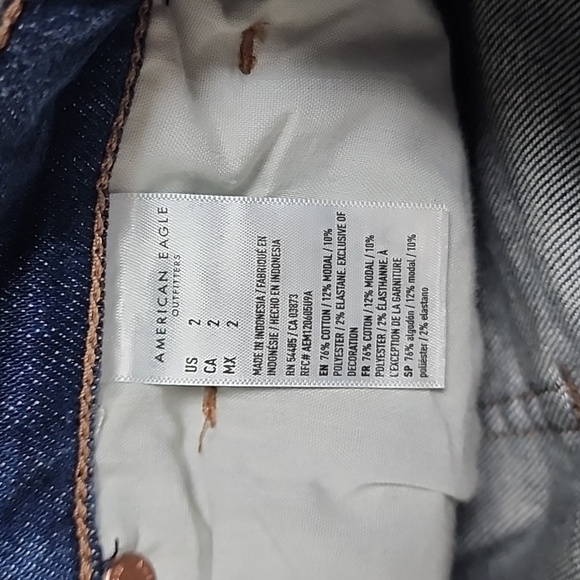 AMERICAN EAGLE
OUTFITTERS
US 2
CA 2
MX 2
MADE IN INDONESIA / FABRIQUÉ EN
INDONÉSIE / HECHO EN INDONESIA
RN 54485 / CA 03873
RFC# AEM120605U9A
EN 76% COTTON / 12% MODAL / 10%
POLYESTER / 2% ELASTANE. EXCLUSIVE OF
DECORATION
FR 76% COTON / 12% MODAL / 10%
POLYESTER / 2% ÉLASTHANNE. À
L'EXCEPTION DE LA GARNITURE
SP 76% algodón / 12% modal / 10%
poliéster / 2% elastano